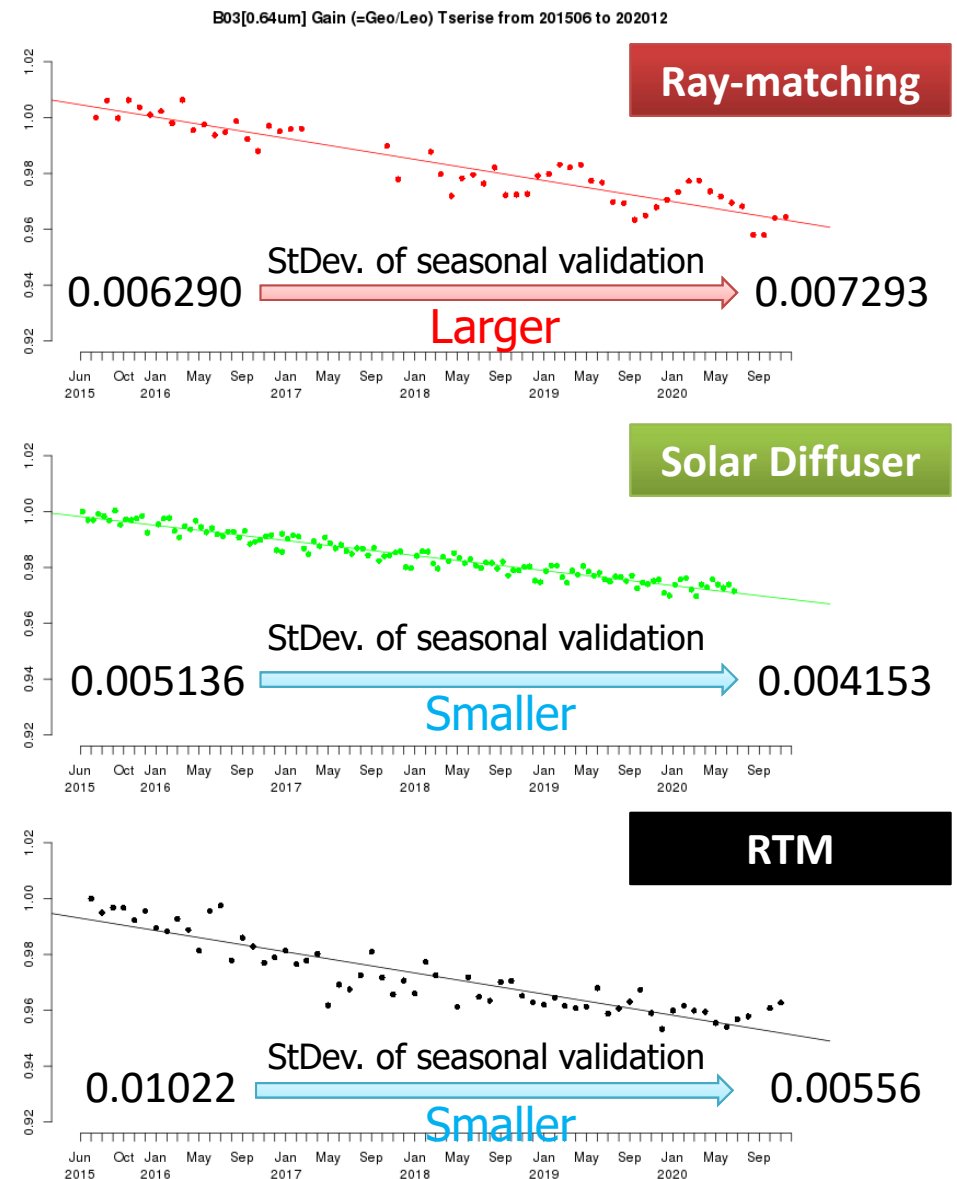 B03[0.64um] Gain (=Geo/Leo) Tserise from 201506 to 202012
Ray-matching
1.02
1.00
0.98
0.96
0.94
0.92
StDev. of seasonal validation
0.006290
0.007293
Larger
Jun Oct Jan May Sep Jan May Sep Jan May Sep Jan May Sep Jan May Sep
2015 2016 2017 2018 2019 2020
Solar Diffuser
1.02
1.00
0.98
0.96
0.94
0.92
StDev. of seasonal validation
0.005136
0.004153
Smaller
Jun Oct Jan May Sep Jan May Sep Jan May Sep Jan May Sep Jan May Sep
2015 2016 2017 2018 2019 2020
RTM
1.02
1.00
0.98
0.96
0.94
0.92
StDev. of seasonal validation
0.01022
0.00556
Smaller
Jun Oct Jan May Sep Jan May Sep Jan May Sep Jan May Sep Jan May Sep
2015 2016 2017 2018 2019 2020